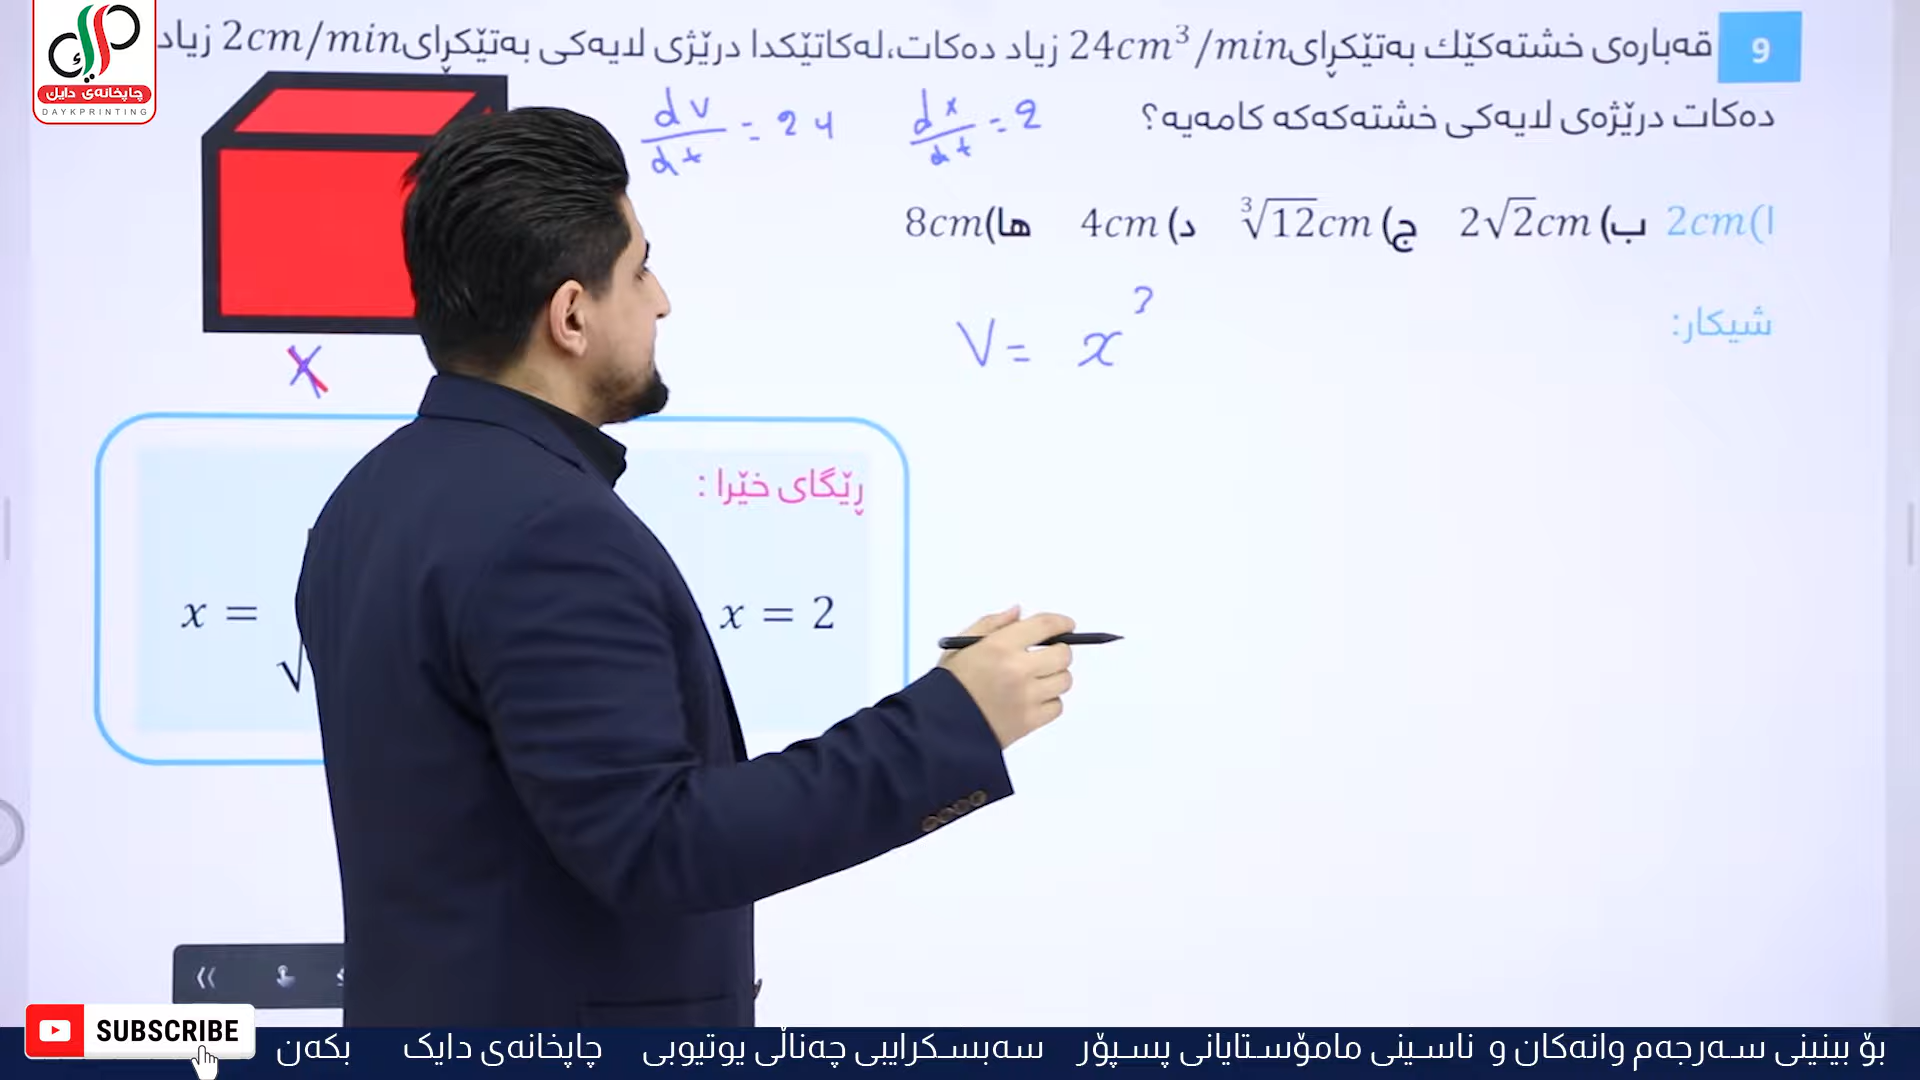 چاپخانەی دایك
DAYKPRINTING
9
قەبارەی خشتەکێك بەتێکڕای 24cm³/min زیاد دەکات،لەکاتێکدا درێژی لایەکی بەتێکڕای 2cm/min زیاد
دەکات درێژەی لایەکی خشتەکەکە کامەیە؟
dv/dt = 24 dx/dt = 2
ا)2cm ب)2√2cm ج)∛12cm د)4cm ها)8cm
شیکار:
V = x³
x
ڕێگای خێرا :
x = √
x = 2
SUBSCRIBE
بۆ بینینی سەرجەم وانەکان و ناسینی مامۆستایانی پسپۆر سەبسکرایبی چەناڵی یوتیوبی چاپخانەی دایک بکەن